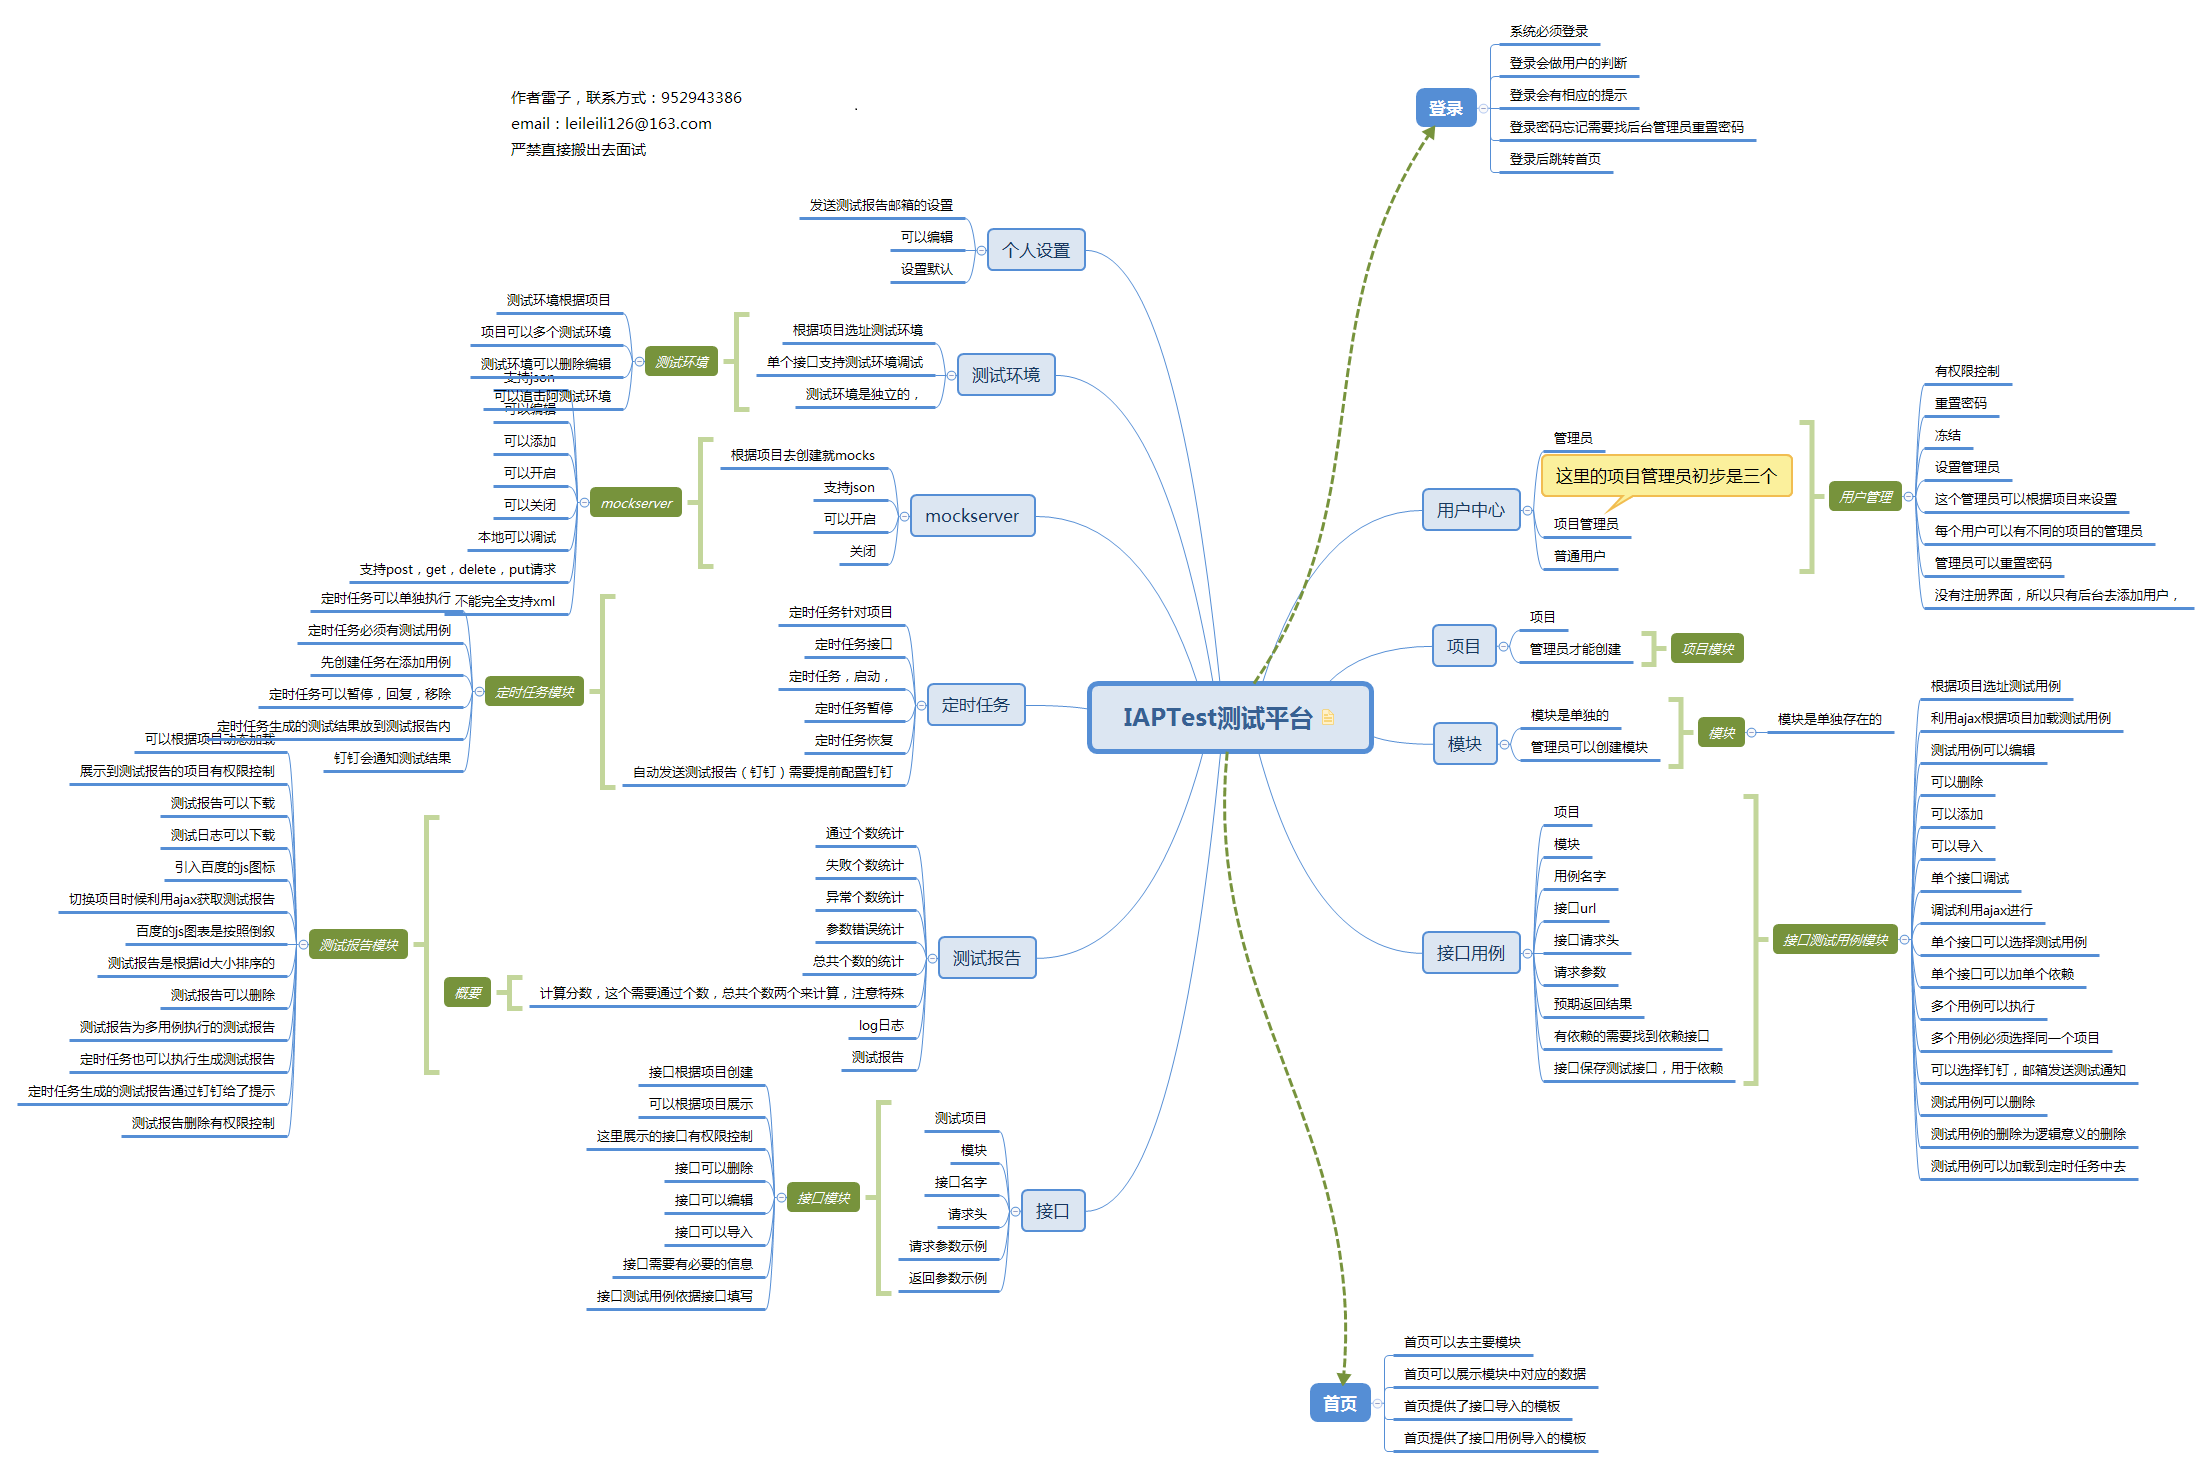 作者雷子，联系方式：952943386
email：leileili126@163.com
严禁直接搬出去面试
IAPTest测试平台
登录
系统必须登录
登录会做用户的判断
登录会有相应的提示
登录密码忘记需要找后台管理员重置密码
登录后跳转首页
用户中心
管理员
这里的项目管理员初步是三个
项目管理员
普通用户
用户管理
有权限控制
重置密码
冻结
设置管理员
这个管理员可以根据项目来设置
每个用户可以有不同的项目的管理员
管理员可以重置密码
没有注册界面，所以只有后台去添加用户，
项目
项目
管理员才能创建
项目模块
模块
模块是单独的
管理员可以创建模块
模块
模块是单独存在的
接口用例
项目
模块
用例名字
接口url
接口请求头
请求参数
预期返回结果
有依赖的需要找到依赖接口
接口保存测试接口，用于依赖
接口测试用例模块
根据项目选址测试用例
利用ajax根据项目加载测试用例
测试用例可以编辑
可以删除
可以添加
可以导入
单个接口调试
调试利用ajax进行
单个接口可以选择测试用例
单个接口可以加单个依赖
多个用例可以执行
多个用例必须选择同一个项目
可以选择钉钉，邮箱发送测试通知
测试用例可以删除
测试用例的删除为逻辑意义的删除
测试用例可以加载到定时任务中去
首页
首页可以去主要模块
首页可以展示模块中对应的数据
首页提供了接口导入的模板
首页提供了接口用例导入的模板
个人设置
发送测试报告邮箱的设置
可以编辑
设置默认
测试环境
根据项目选址测试环境
单个接口支持测试环境调试
测试环境是独立的，
测试环境
测试环境根据项目
项目可以多个测试环境
测试环境可以删除编辑
可以追击阿测试环境
mockserver
根据项目去创建就mocks
支持json
可以开启
关闭
mockserver
支持json
可以编辑
可以添加
可以开启
可以关闭
本地可以调试
支持post，get，delete，put请求
不能完全支持xml
定时任务
定时任务针对项目
定时任务接口
定时任务，启动，
定时任务暂停
定时任务恢复
自动发送测试报告（钉钉）需要提前配置钉钉
定时任务模块
定时任务可以单独执行
定时任务必须有测试用例
先创建任务在添加用例
定时任务可以暂停，回复，移除
定时任务生成的测试结果放到测试报告内
钉钉会通知测试结果
测试报告
通过个数统计
失败个数统计
异常个数统计
参数错误统计
总共个数的统计
计算分数，这个需要通过个数，总共个数两个来计算，注意特殊
log日志
测试报告
概要
测试报告模块
可以根据项目动态加载
展示到测试报告的项目有权限控制
测试报告可以下载
测试日志可以下载
引入百度的js图标
切换项目时候利用ajax获取测试报告
百度的js图表是按照倒叙
测试报告是根据id大小排序的
测试报告可以删除
测试报告为多用例执行的测试报告
定时任务也可以执行生成测试报告
定时任务生成的测试报告通过钉钉给了提示
测试报告删除有权限控制
接口
测试项目
模块
接口名字
请求头
请求参数示例
返回参数示例
接口模块
接口根据项目创建
可以根据项目展示
这里展示的接口有权限控制
接口可以删除
接口可以编辑
接口可以导入
接口需要有必要的信息
接口测试用例依据接口填写